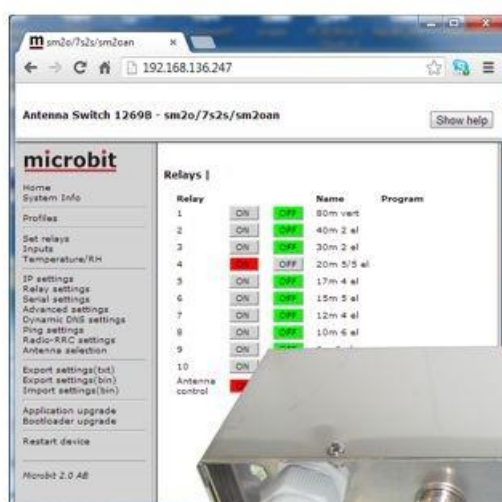 sm2o/7s2s/sm2oan
192.168.136.247
Antenna Switch 12698 - sm2o/7s2s/sm2oan
Show help
microbit
Home
System Info
Profiles
Set relays
Inputs
Temperature/RH
IP settings
Relay settings
Serial settings
Advanced settings
Dynamic DNS settings
Ping settings
Radio-RRC settings
Antenna selection
Export settings(txt)
Export settings(bin)
Import settings(bin)
Application upgrade
Bootloader upgrade
Restart device
Microbit 2.0 AB
Relays |
Relay Name Program
1 ON OFF 80m vert
2 ON OFF 40m 2 el
3 ON OFF 30m 2 el
4 ON OFF 20m 5/5 el
5 ON OFF 17m 4 el
6 ON OFF 15m 5 el
7 ON OFF 12m 4 el
8 ON OFF 10m 6 el
9 ON
10 ON
Antenna
control